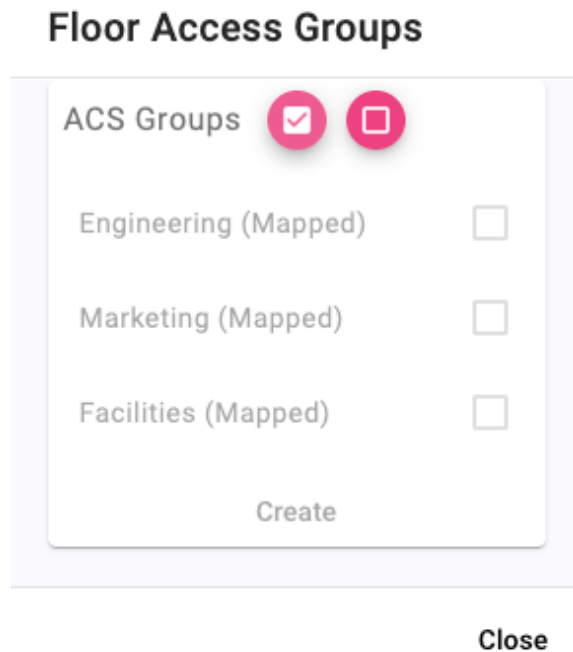 Floor Access Groups
ACS Groups
Engineering (Mapped)
Marketing (Mapped)
Facilities (Mapped)
Create
Close